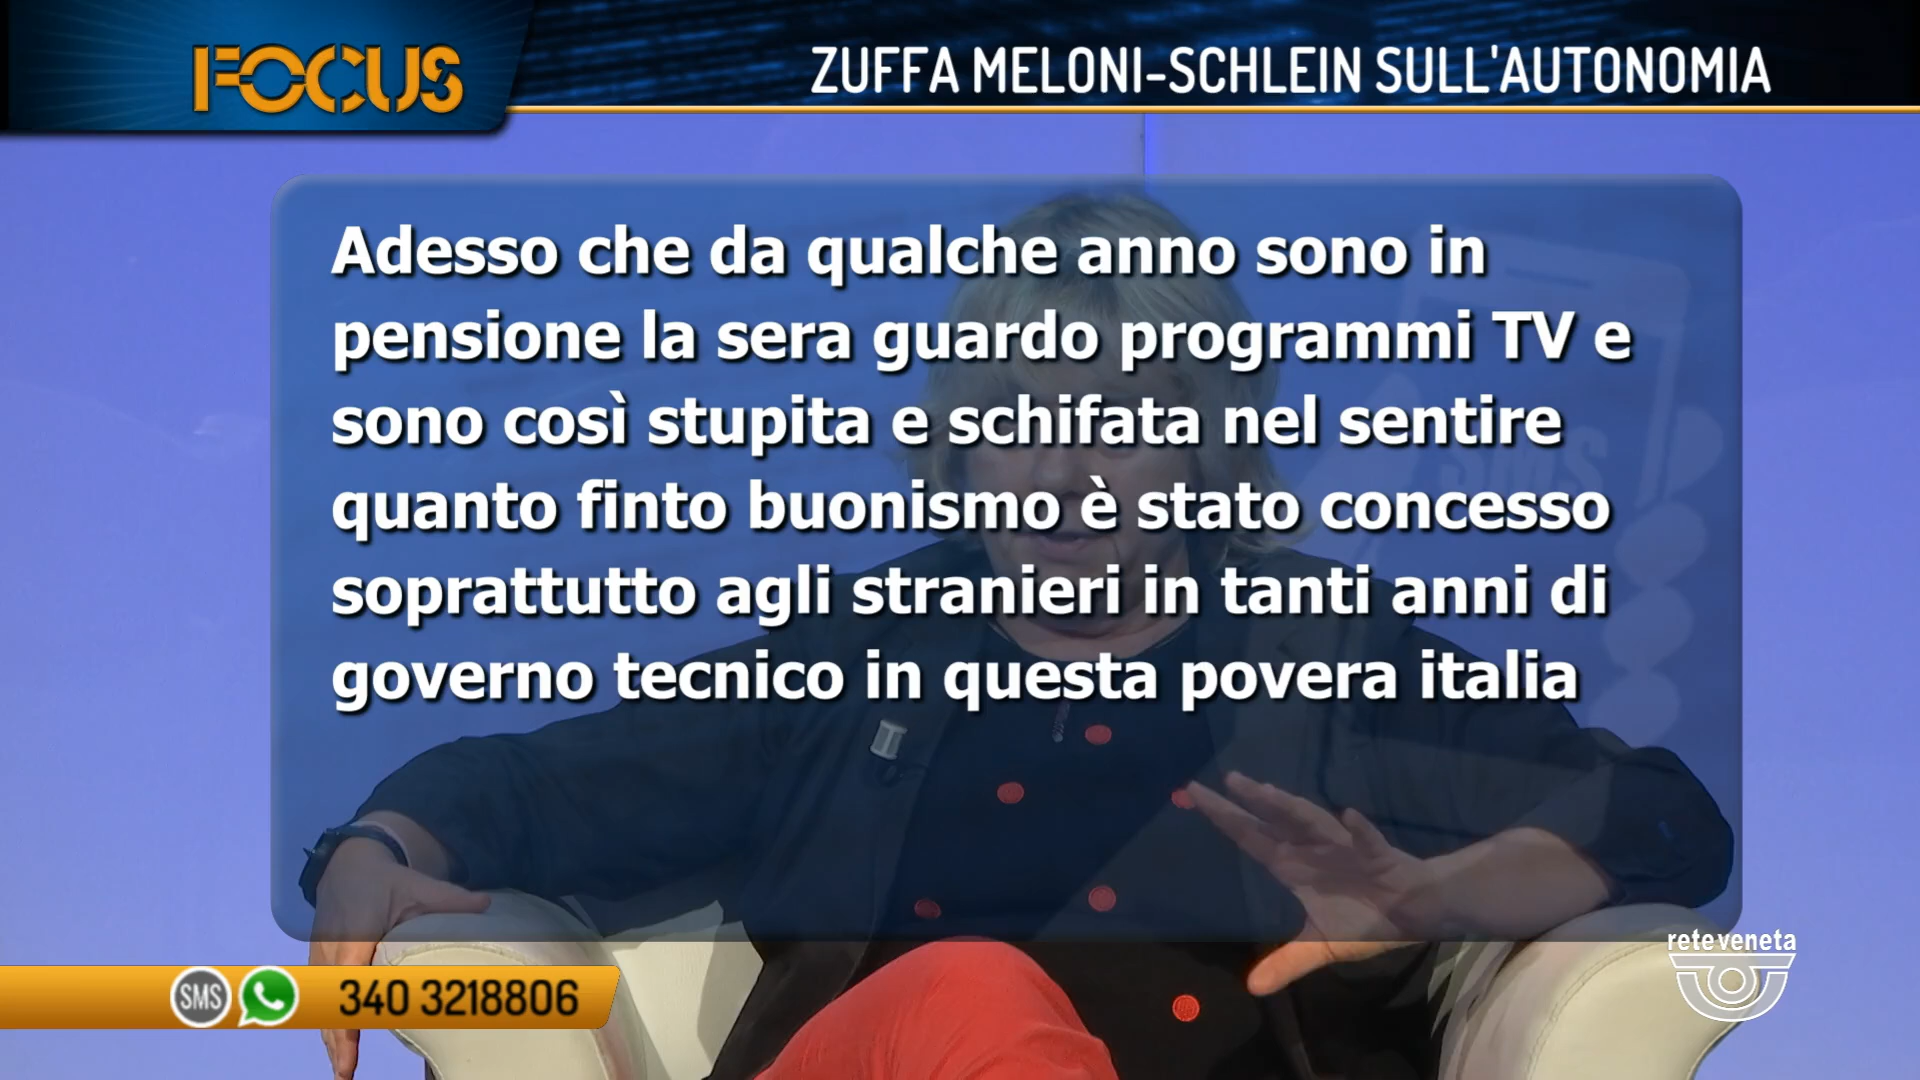 FOCUS
ZUFFA MELONI-SCHLEIN SULL'AUTONOMIA
Adesso che da qualche anno sono in
pensione la sera guardo programmi TV e
sono così stupita e schifata nel sentire
quanto finto buonismo è stato concesso
soprattutto agli stranieri in tanti anni di
governo tecnico in questa povera italia
SMS
SMS 340 3218806
reteveneta